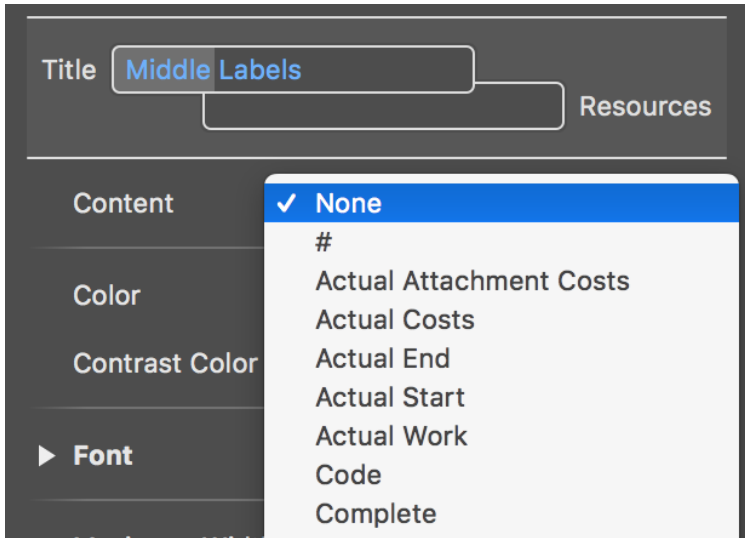 Title Middle Labels
Resources
Content ✓ None
#
Actual Attachment Costs
Color
Actual Costs
Actual End
Contrast Color
Actual Start
Actual Work
Font
Code
Complete